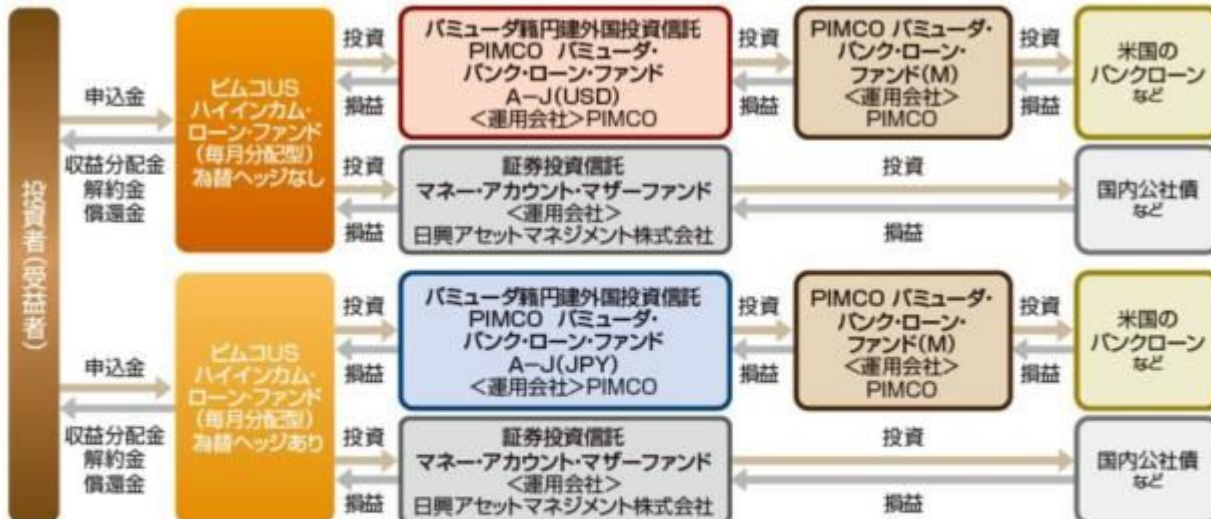 投資者(受益者)
申込金
収益分配金
解約金
償還金
ピムコUS
ハイインカム・
ローン・ファンド
(毎月分配型)
為替ヘッジなし
投資
損益
バミューダ籍円建外国投資信託
PIMCO バミューダ・
バンク・ローン・ファンド
A-J(USD)
<運用会社>PIMCO
投資
損益
PIMCO バミューダ・
バンク・ローン・
ファンド(M)
<運用会社>
PIMCO
投資
損益
米国の
バンクローン
など
投資
損益
証券投資信託
マネー・アカウント・マザーファンド
<運用会社>
日興アセットマネジメント株式会社
投資
損益
国内公社債
など
申込金
収益分配金
解約金
償還金
ピムコUS
ハイインカム・
ローン・ファンド
(毎月分配型)
為替ヘッジあり
投資
損益
バミューダ籍円建外国投資信託
PIMCO バミューダ・
バンク・ローン・ファンド
A-J(JPY)
<運用会社>PIMCO
投資
損益
PIMCO バミューダ・
バンク・ローン・
ファンド(M)
<運用会社>
PIMCO
投資
損益
米国の
バンクローン
など
投資
損益
証券投資信託
マネー・アカウント・マザーファンド
<運用会社>
日興アセットマネジメント株式会社
投資
損益
国内公社債
など